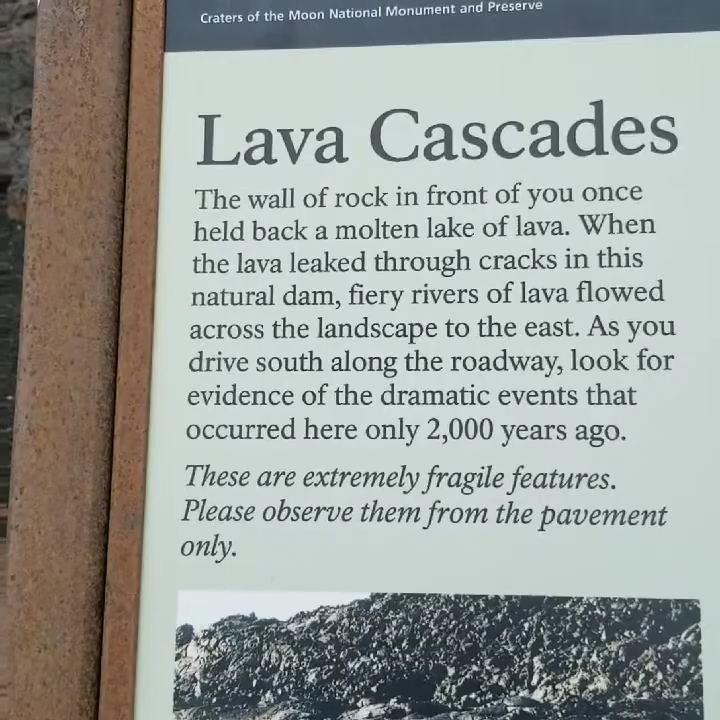 Craters of the Moon National Monument and Preserve
Lava Cascades
The wall of rock in front of you once
held back a molten lake of lava. When
the lava leaked through cracks in this
natural dam, fiery rivers of lava flowed
across the landscape to the east. As you
drive south along the roadway, look for
evidence of the dramatic events that
occurred here only 2,000 years ago.
These are extremely fragile features.
Please observe them from the pavement
only.